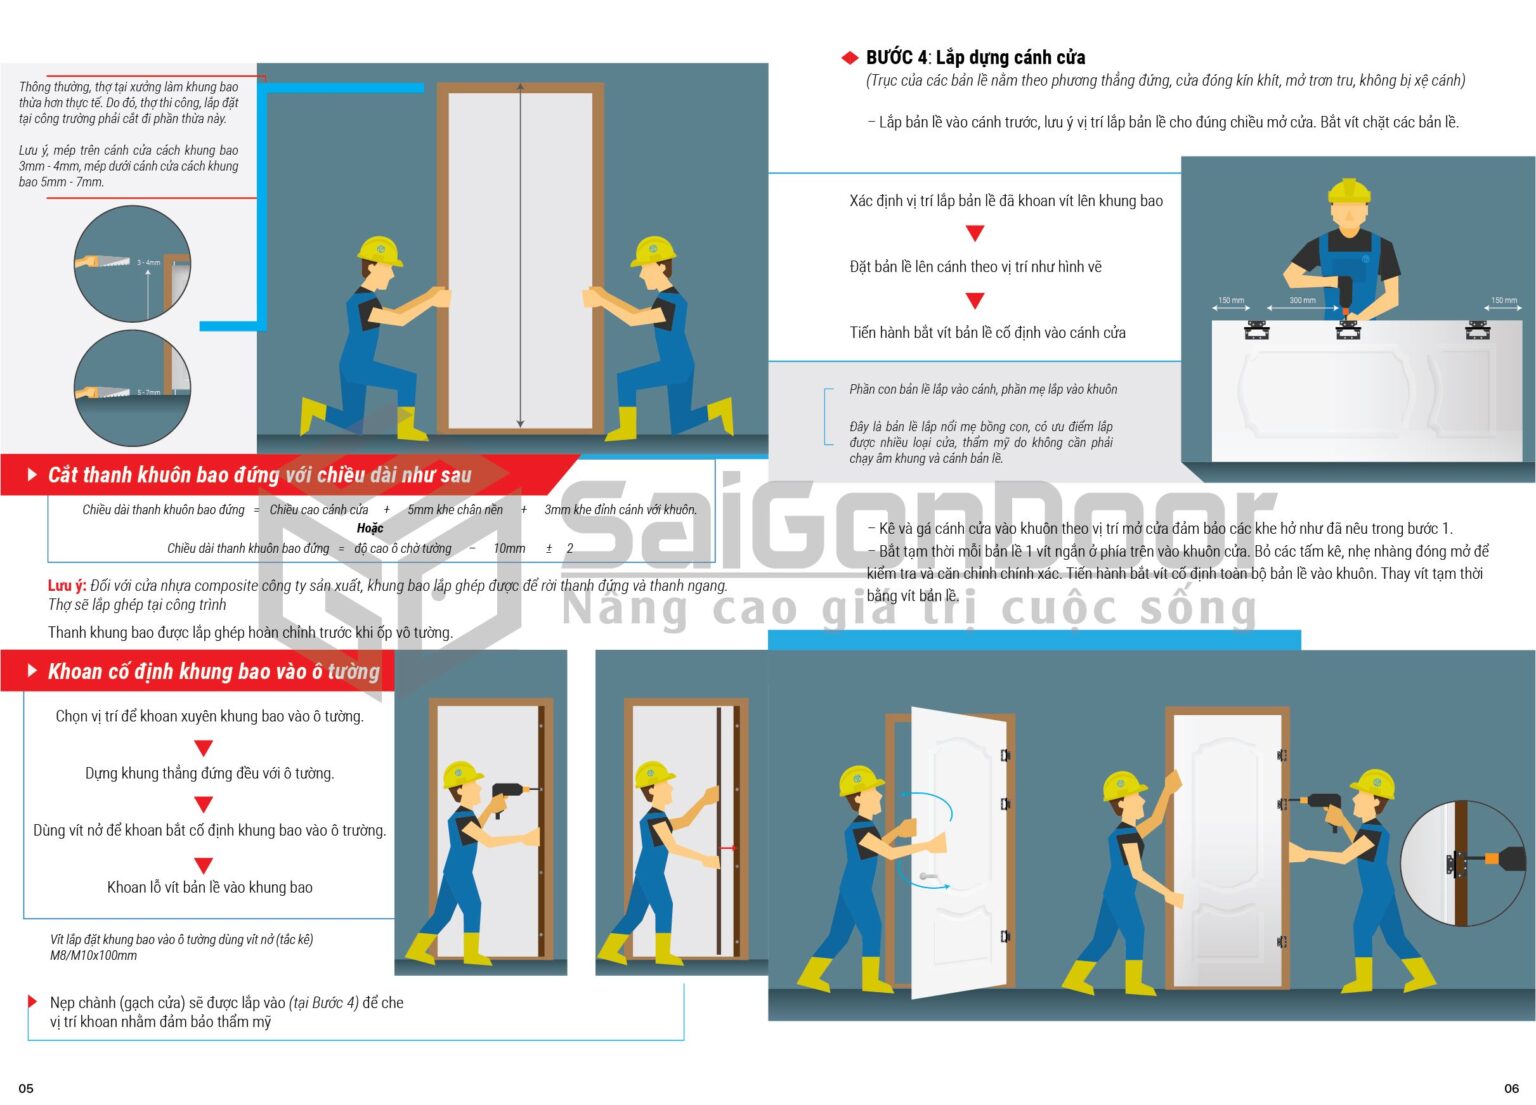 Thông thường, thợ tại xưởng làm khung bao
thừa hơn thực tế. Do đó, thợ thi công, lắp đặt
tại công trường phải cắt đi phần thừa này.
Lưu ý, mép trên cánh cửa cách khung bao
3mm - 4mm, mép dưới cánh cửa cách khung
bao 5mm - 7mm.
3 - 4mm
5 - 7mm
Cắt thanh khuôn bao đứng với chiều dài như sau
Chiều dài thanh khuôn bao đứng = Chiều cao cánh cửa + 5mm khe chân nền + 3mm khe đỉnh cánh với khuôn.
Hoặc
Chiều dài thanh khuôn bao đứng = độ cao ô chờ tường – 10mm ± 2
Lưu ý: Đối với cửa nhựa composite công ty sản xuất, khung bao lắp ghép được để rời thanh đứng và thanh ngang.
Thợ sẽ lắp ghép tại công trình
Thanh khung bao được lắp ghép hoàn chỉnh trước khi ốp vô tường.
Khoan cố định khung bao vào ô tường
Chọn vị trí để khoan xuyên khung bao vào ô tường.
Dựng khung thẳng đứng đều với ô tường.
Dùng vít nở để khoan bắt cố định khung bao vào ô trường.
Khoan lỗ vít bản lề vào khung bao
Vít lắp đặt khung bao vào ô tường dùng vít nở (tắc kê)
M8/M10x100mm
Nẹp chành (gạch cửa) sẽ được lắp vào (tại Bước 4) để che
vị trí khoan nhằm đảm bảo thẩm mỹ
05
BƯỚC 4: Lắp dựng cánh cửa
(Trục cửa các bản lề nằm theo phương thẳng đứng, cửa đóng kín khít, mở trơn tru, không bị xệ cánh)
– Lắp bản lề vào cánh trước, lưu ý vị trí lắp bản lề cho đúng chiều mở cửa. Bắt vít chặt các bản lề.
Xác định vị trí lắp bản lề đã khoan vít lên khung bao
Đặt bản lề lên cánh theo vị trí như hình vẽ
Tiến hành bắt vít bản lề cố định vào cánh cửa
150 mm
300 mm
150 mm
Phần con bản lề lắp vào cánh, phần mẹ lắp vào khuôn
Đây là bản lề lắp nổi mẹ bồng con, có ưu điểm lắp
được nhiều loại cửa, thẩm mỹ do không cần phải
chạy âm khung và cánh bản lề.
SaiGonDoor
Nâng cao giá trị cuộc sống
– Kê và gá cánh cửa vào khuôn theo vị trí mở cửa đảm bảo các khe hở như đã nêu trong bước 1.
– Bắt tạm thời mỗi bản lề 1 vít ngắn ở phía trên vào khuôn cửa. Bỏ các tấm kê, nhẹ nhàng đóng mở để
kiểm tra và căn chỉnh chính xác. Tiến hành bắt vít cố định toàn bộ bản lề vào khuôn. Thay vít tạm thời
bằng vít bản lề.
06